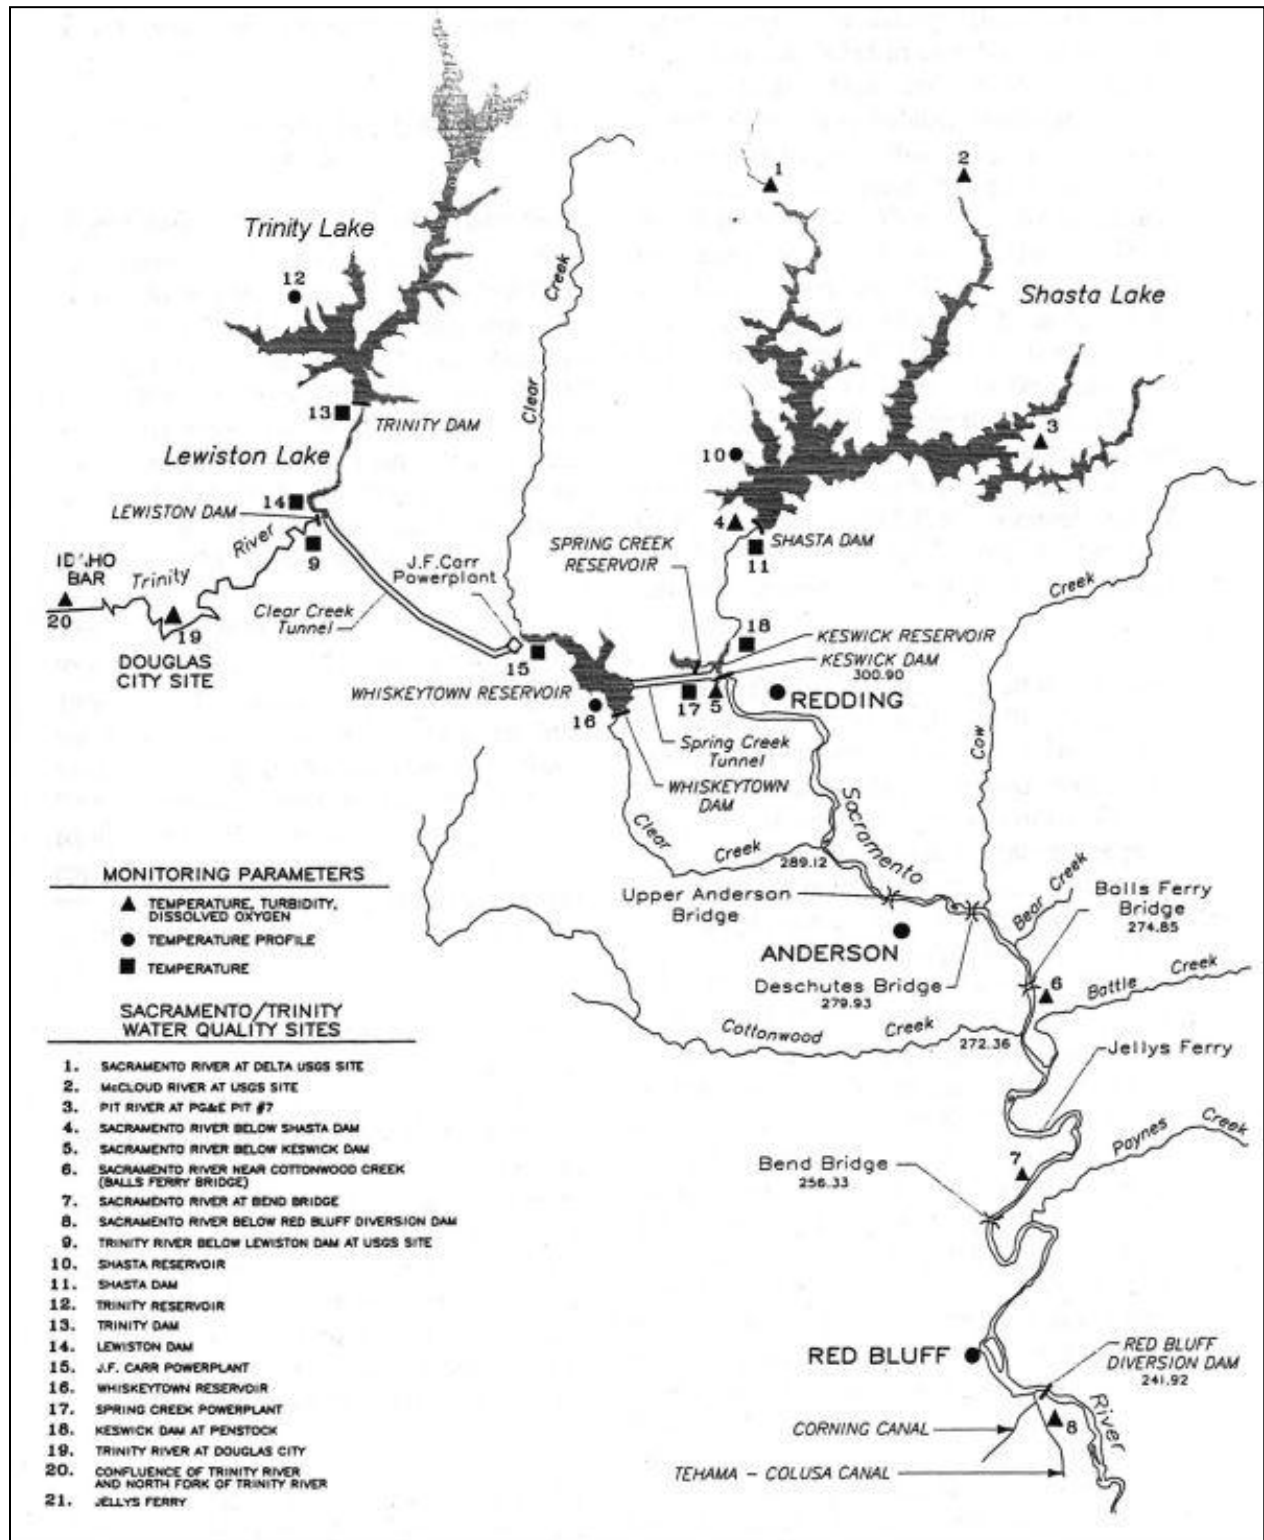 1
2
Trinity Lake
12
Creek
Shasta Lake
Clear
13
TRINITY DAM
3
10
Lewiston Lake
14
LEWISTON DAM
4
SHASTA DAM
11
SPRING CREEK
RESERVOIR
River
9
J.F.Carr
Powerplant
Creek
BAR
Trinity
20
19
Clear Creek
Tunnel
18
KESWICK RESERVOIR
KESWICK DAM
300.90
15
DOUGLAS
CITY SITE
WHISKEYTOWN RESERVOIR
16
17
5
REDDING
Spring Creek
Tunnel
Cow
WHISKEYTOWN
DAM
Sacramento
Clear
Creek
289.12
MONITORING PARAMETERS
TEMPERATURE, TURBIDITY,
DISSOLVED OXYGEN
TEMPERATURE PROFILE
TEMPERATURE
Upper Anderson
Bridge
Bear Creek
Balls Ferry
Bridge
274.85
ANDERSON
Deschutes Bridge
279.93
6
Battle Creek
Cottonwood Creek
272.36
Jellys Ferry
SACRAMENTO/TRINITY
WATER QUALITY SITES
1. SACRAMENTO RIVER AT DELTA USGS SITE
2. McCLOUD RIVER AT USGS SITE
3. PIT RIVER AT PG&E PIT #7
4. SACRAMENTO RIVER BELOW SHASTA DAM
5. SACRAMENTO RIVER BELOW KESWICK DAM
6. SACRAMENTO RIVER NEAR COTTONWOOD CREEK
(BALLS FERRY BRIDGE)
7. SACRAMENTO RIVER AT BEND BRIDGE
8. SACRAMENTO RIVER BELOW RED BLUFF DIVERSION DAM
9. TRINITY RIVER BELOW LEWISTON DAM AT USGS SITE
10. SHASTA RESERVOIR
11. SHASTA DAM
12. TRINITY RESERVOIR
13. TRINITY DAM
14. LEWISTON DAM
15. J.F. CARR POWERPLANT
16. WHISKEYTOWN RESERVOIR
17. SPRING CREEK POWERPLANT
18. KESWICK DAM AT PENSTOCK
19. TRINITY RIVER AT DOUGLAS CITY
20. CONFLUENCE OF TRINITY RIVER
AND NORTH FORK OF TRINITY RIVER
21. JELLYS FERRY
Paynes Creek
Bend Bridge
256.33
7
RED BLUFF
RED BLUFF
DIVERSION DAM
241.92
CORNING CANAL
8
River
TEHAMA - COLUSA CANAL